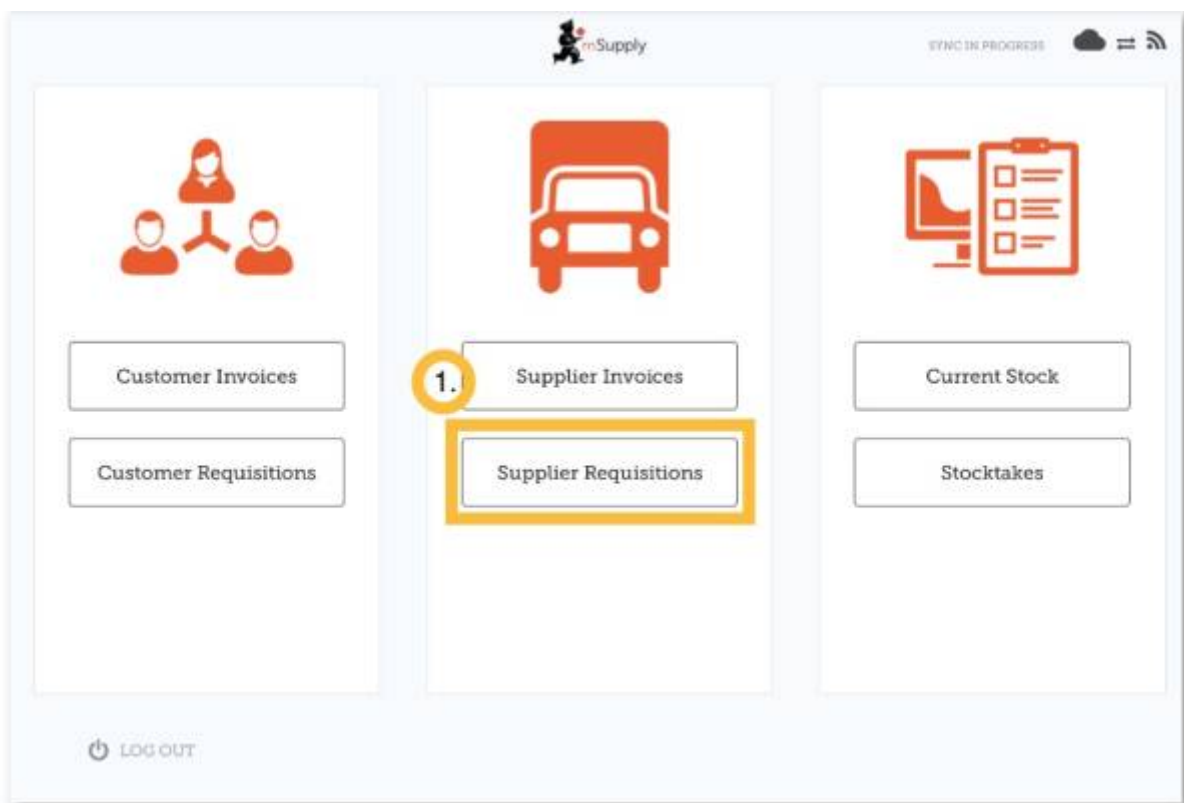 mSupply
SYNC IN PROGRESS
Customer Invoices
Customer Requisitions
1.
Supplier Invoices
Supplier Requisitions
Current Stock
Stocktakes
LOG OUT